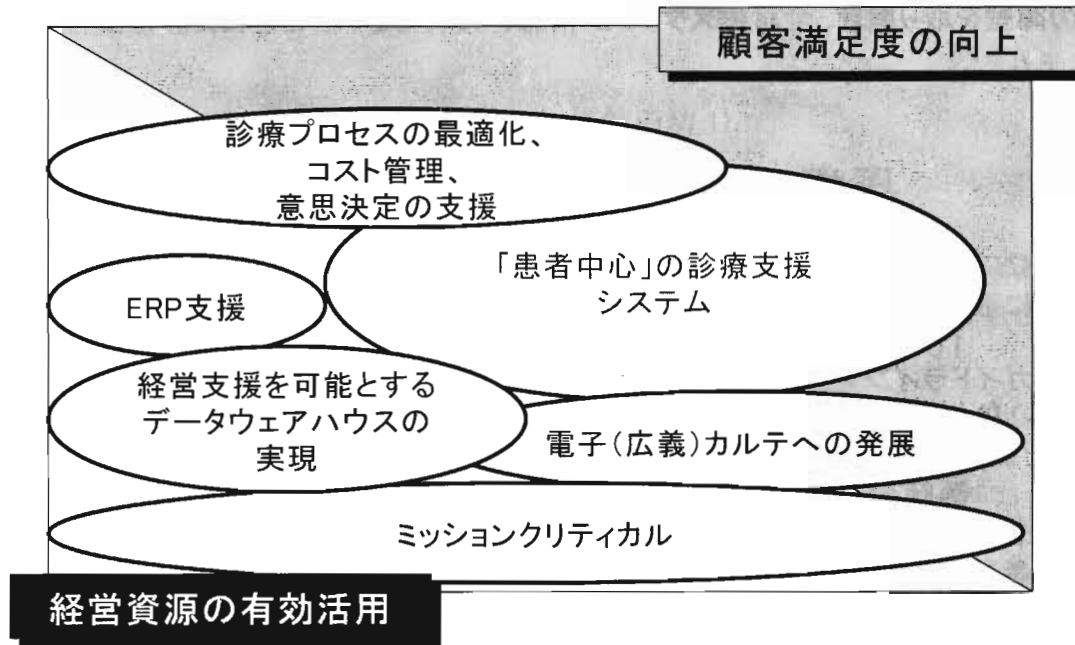 顧客満足度の向上
診療プロセスの最適化、
コスト管理、
意思決定の支援
「患者中心」の診療支援
システム
ERP支援
経営支援を可能とする
データウェアハウスの
実現
電子(広義)カルテへの発展
ミッションクリティカル
経営資源の有効活用